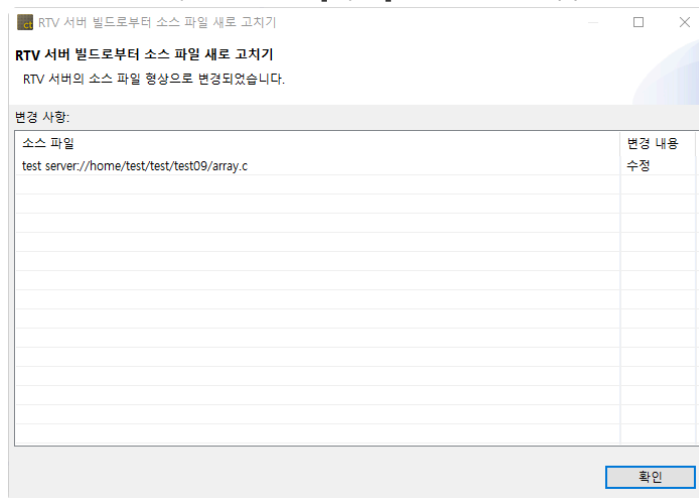 ct RTV 서버 빌드로부터 소스 파일 새로 고치기
RTV 서버 빌드로부터 소스 파일 새로 고치기
RTV 서버의 소스 파일 형상으로 변경되었습니다.
변경 사항:
소스 파일 변경 내용
test server://home/test/test/test09/array.c 수정
확인